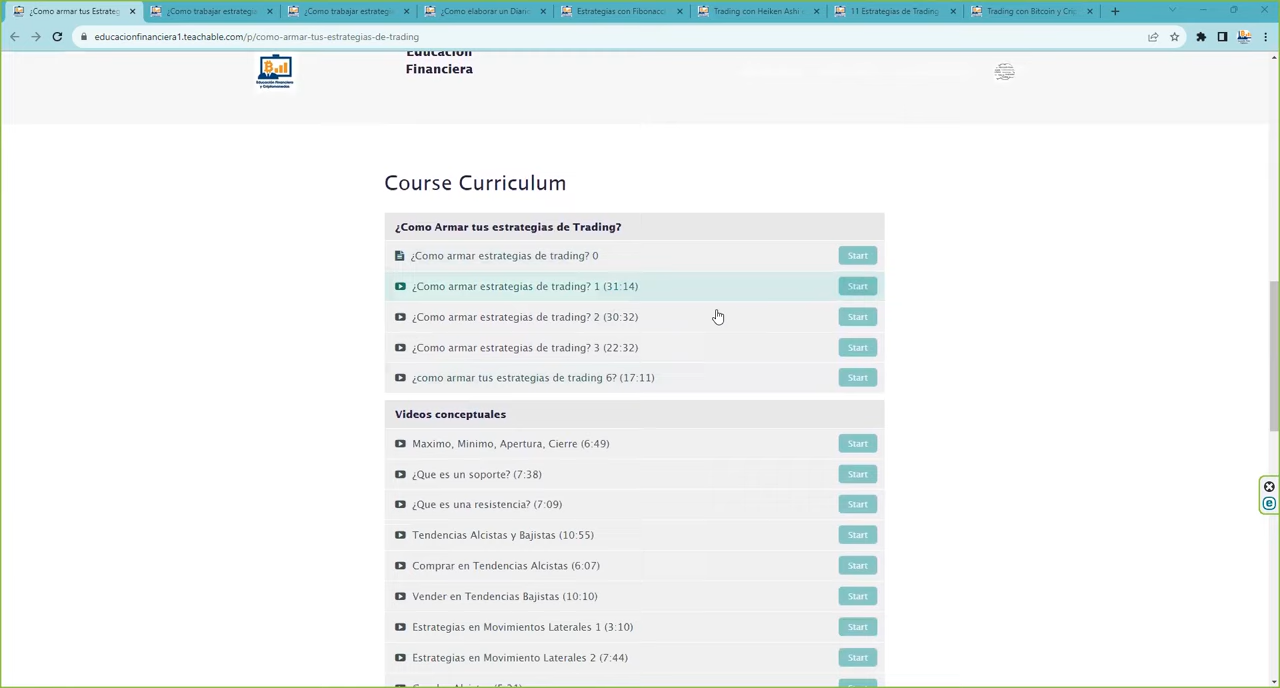 ¿Como armar tus Estrateg
¿Como trabajar estrategi
¿Como trabajar estrategi
¿Como elaborar un Diari
Estrategias con Fibonacc
Trading con Heiken Ashi
11 Estrategias de Trading
Trading con Bitcoin y Crip
educacionfinanciera1.teachable.com/p/como-armar-tus-estrategias-de-trading
Educación
Financiera
Course Curriculum
¿Como Armar tus estrategias de Trading?
¿Como armar estrategias de trading? 0 Start
¿Como armar estrategias de trading? 1 (31:14) Start
¿Como armar estrategias de trading? 2 (30:32) Start
¿Como armar estrategias de trading? 3 (22:32) Start
¿como armar tus estrategias de trading 6? (17:11) Start
Videos conceptuales
Maximo, Minimo, Apertura, Cierre (6:49) Start
¿Que es un soporte? (7:38) Start
¿Que es una resistencia? (7:09) Start
Tendencias Alcistas y Bajistas (10:55) Start
Comprar en Tendencias Alcistas (6:07) Start
Vender en Tendencias Bajistas (10:10) Start
Estrategias en Movimientos Laterales 1 (3:10) Start
Estrategias en Movimiento Laterales 2 (7:44) Start